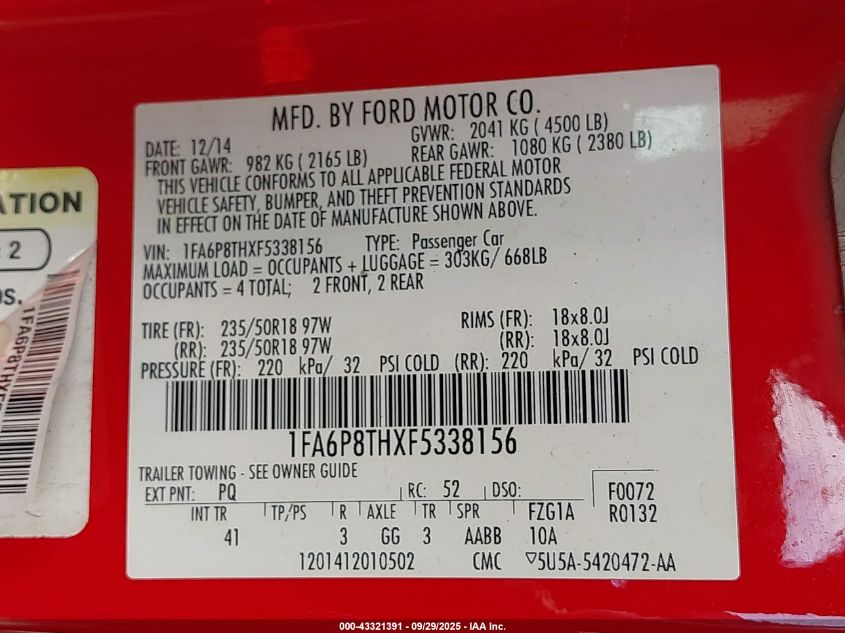 MFD. BY FORD MOTOR CO.
DATE: 12/14 GVWR: 2041 KG ( 4500 LB)
FRONT GAWR: 982 KG ( 2165 LB) REAR GAWR: 1080 KG ( 2380 LB)
THIS VEHICLE CONFORMS TO ALL APPLICABLE FEDERAL MOTOR
VEHICLE SAFETY, BUMPER, AND THEFT PREVENTION STANDARDS
IN EFFECT ON THE DATE OF MANUFACTURE SHOWN ABOVE.
VIN: 1FA6P8THXF5338156 TYPE: Passenger Car
MAXIMUM LOAD = OCCUPANTS + LUGGAGE = 303KG/ 668LB
OCCUPANTS = 4 TOTAL; 2 FRONT, 2 REAR
TIRE (FR): 235/50R18 97W RIMS (FR): 18x8.0J
(RR): 235/50R18 97W (RR): 18x8.0J
PRESSURE (FR): 220 kPa/ 32 PSI COLD (RR): 220 kPa/ 32 PSI COLD
1FA6P8THXF5338156
TRAILER TOWING - SEE OWNER GUIDE
EXT PNT: PQ RC: 52 DSO: F0072
INT TR TP/PS R AXLE TR SPR FZG1A R0132
41 3 GG 3 AABB 10A
1201412010502 CMC ▽5U5A-5420472-AA
ATION
2
1FA6P8THX
000-43321391 - 09/29/2025 - IAA Inc.